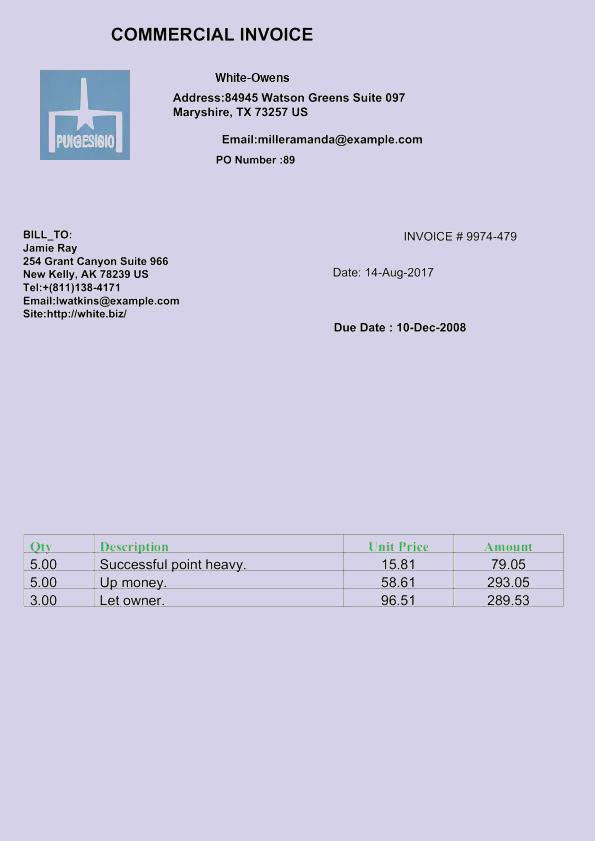 COMMERCIAL INVOICE
White-Owens
Address:84945 Watson Greens Suite 097
Maryshire, TX 73257 US
Email:milleramanda@example.com
PO Number :89
BILL_TO:
Jamie Ray
254 Grant Canyon Suite 966
New Kelly, AK 78239 US
Tel:+(811)138-4171
Email:lwatkins@example.com
Site:http://white.biz/
INVOICE # 9974-479
Date: 14-Aug-2017
Due Date : 10-Dec-2008
Qty Description Unit Price Amount
5.00 Successful point heavy. 15.81 79.05
5.00 Up money. 58.61 293.05
3.00 Let owner. 96.51 289.53